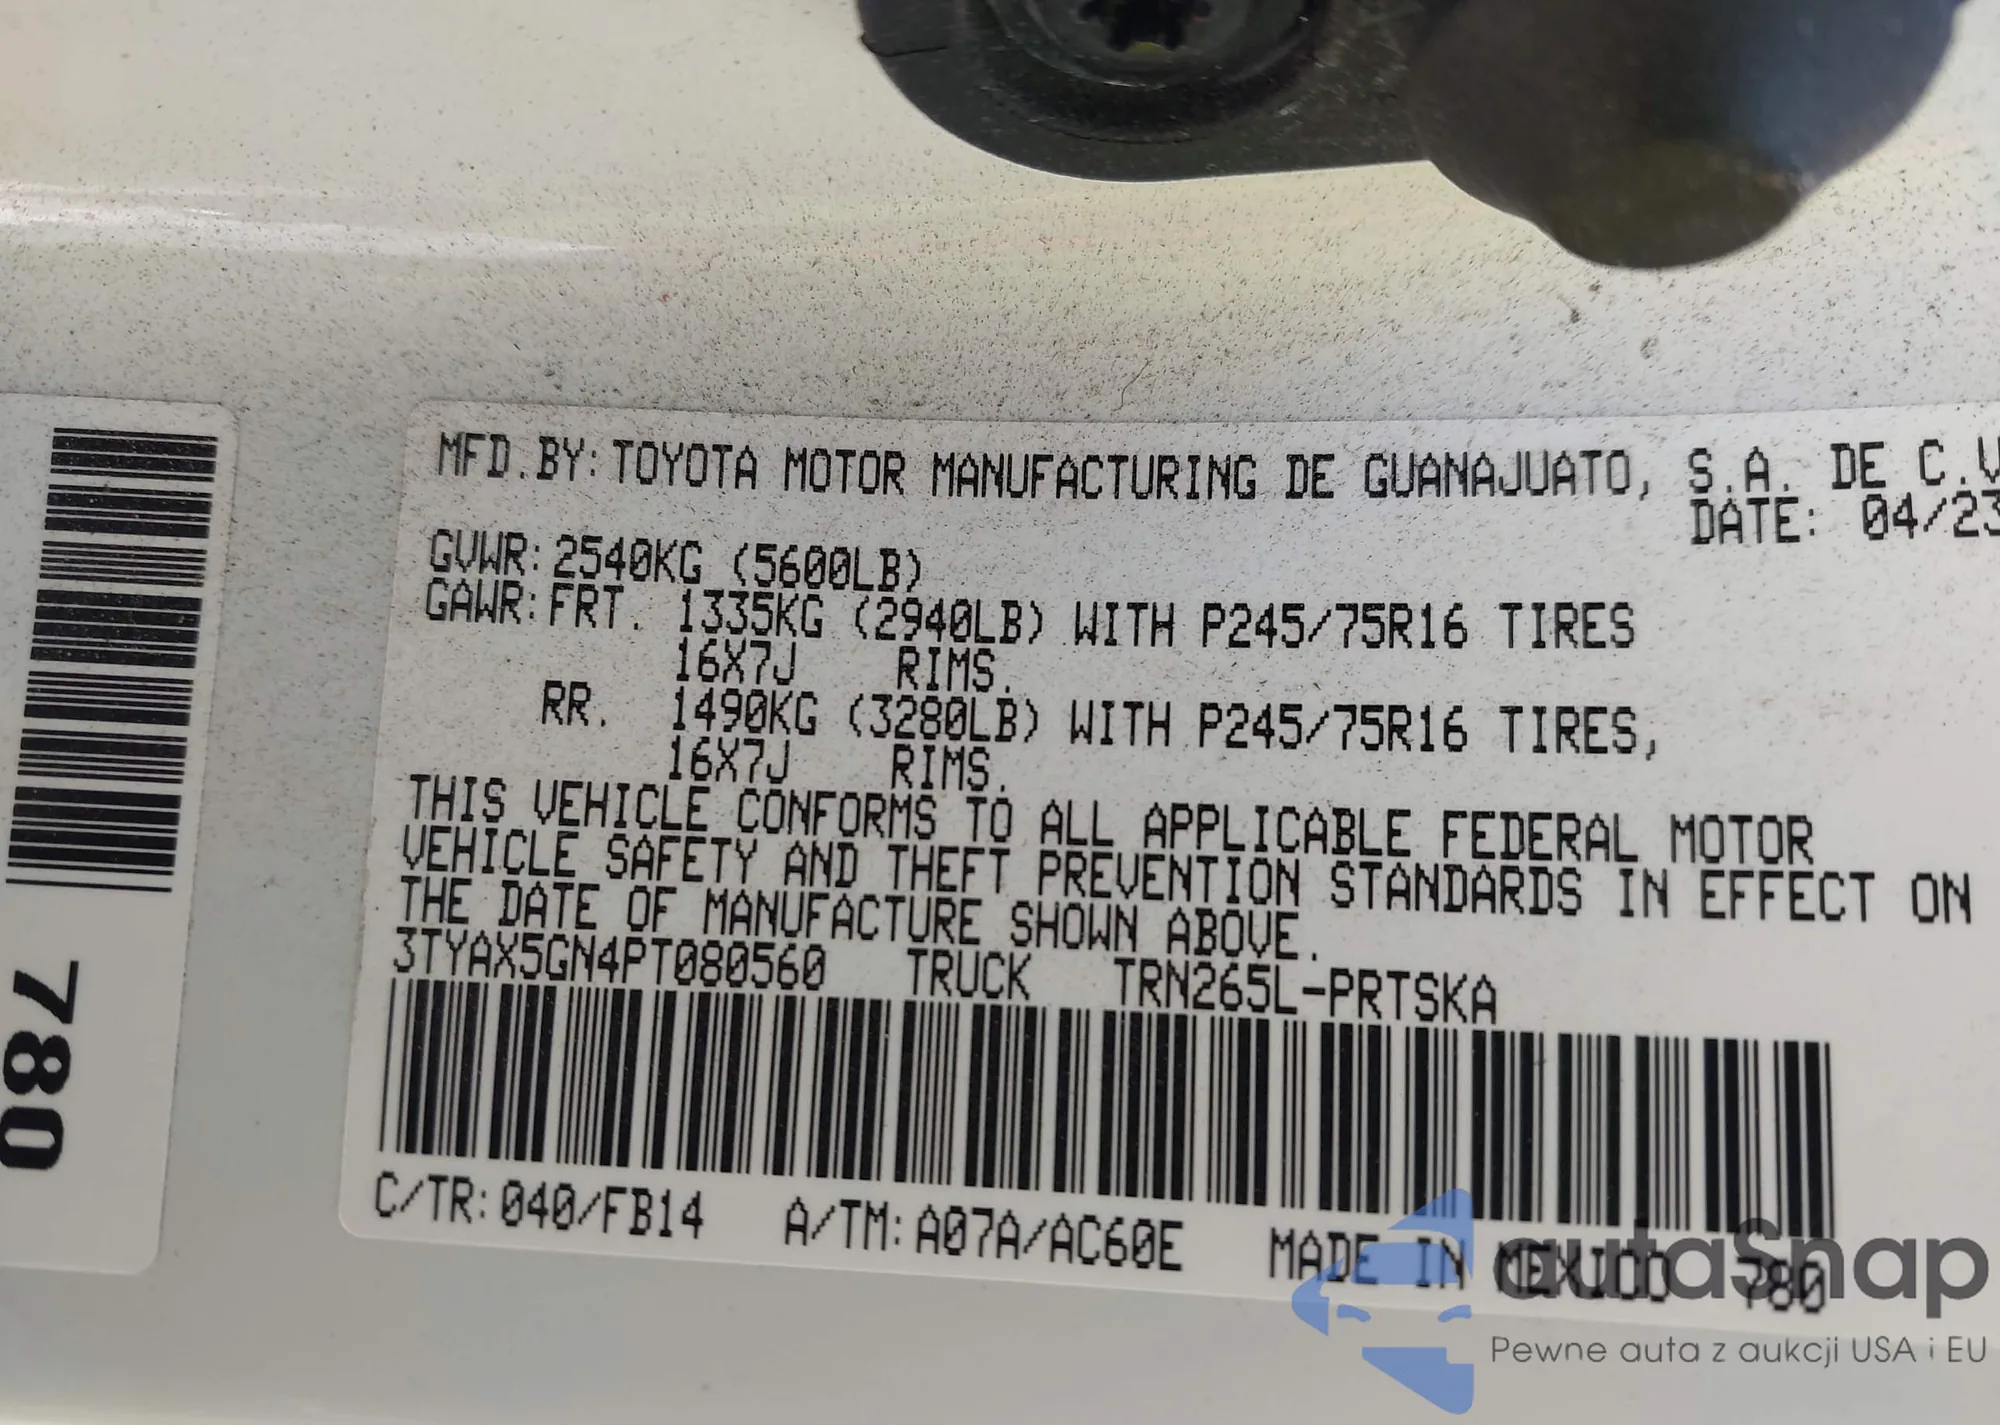 MFD.BY:TOYOTA MOTOR MANUFACTURING DE GUANAJUATO, S.A. DE C.V
DATE: 04/23
GVWR:2540KG (5600LB)
GAWR:FRT. 1335KG (2940LB) WITH P245/75R16 TIRES
16X7J RIMS.
RR. 1490KG (3280LB) WITH P245/75R16 TIRES,
16X7J RIMS.
THIS VEHICLE CONFORMS TO ALL APPLICABLE FEDERAL MOTOR
VEHICLE SAFETY AND THEFT PREVENTION STANDARDS IN EFFECT ON
THE DATE OF MANUFACTURE SHOWN ABOVE.
3TYAX5GN4PT080560 TRUCK TRN265L-PRTSKA
C/TR:040/FB14 A/TM:A07A/AC60E MADE IN MEXICO 780
780
autaSnap
Pewne auta z aukcji USA i EU